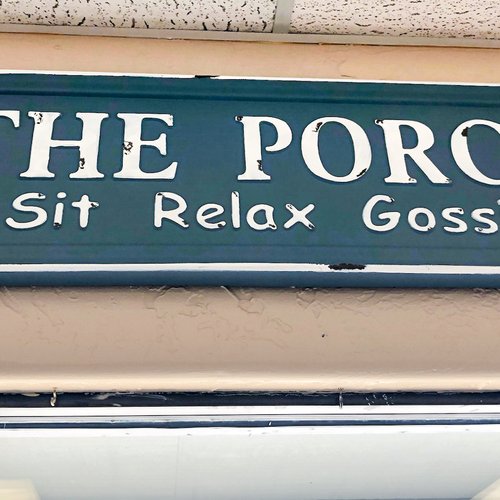 THE PORC
Sit Relax Goss